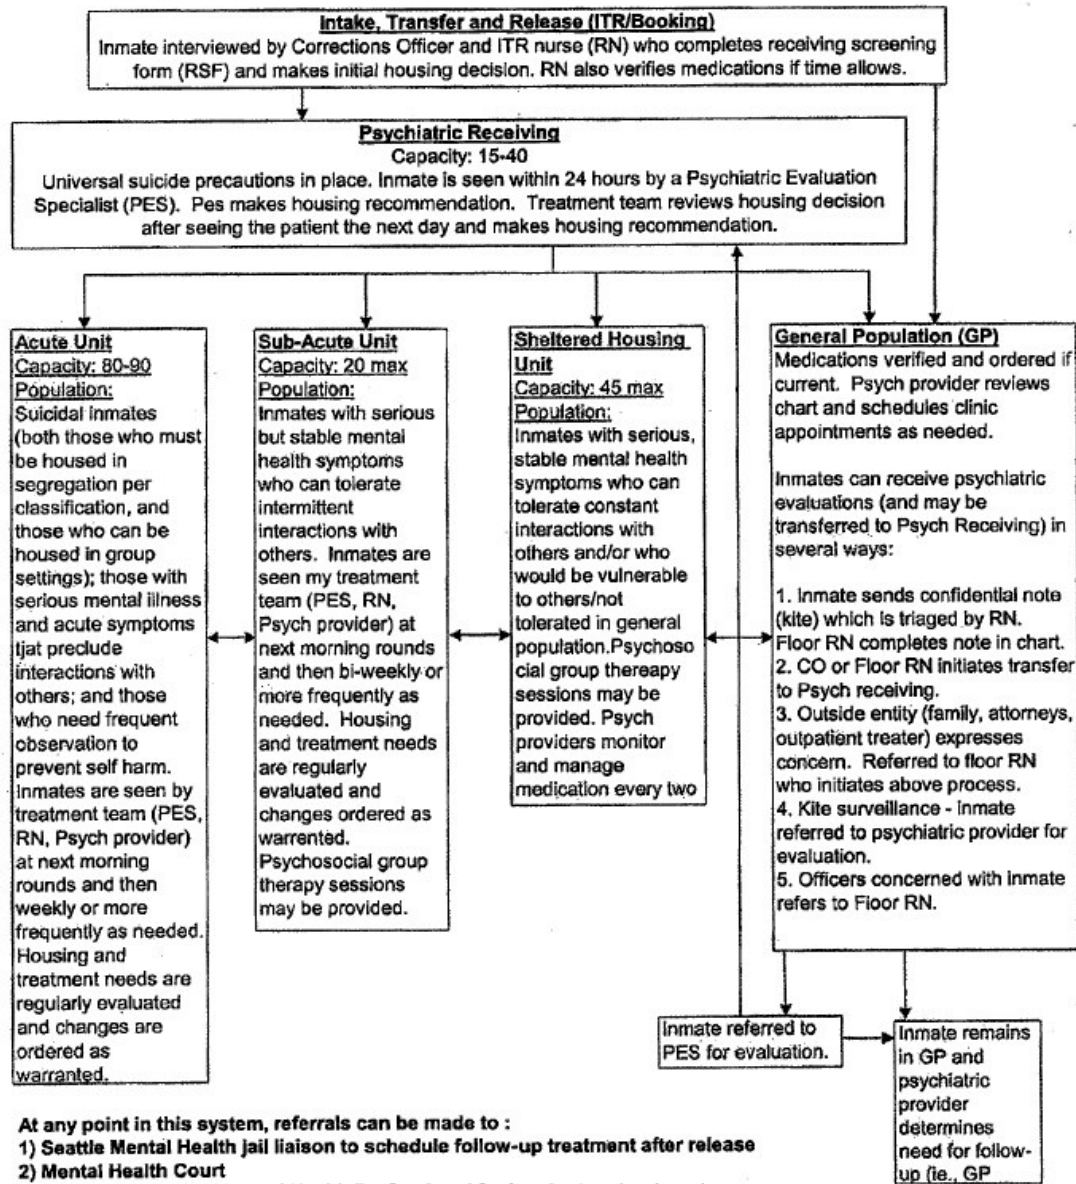 Intake, Transfer and Release (ITR/Booking)
Inmate interviewed by Corrections Officer and ITR nurse (RN) who completes receiving screening
form (RSF) and makes initial housing decision. RN also verifies medications if time allows.
Psychiatric Receiving
Capacity: 15-40
Universal suicide precautions in place. Inmate is seen within 24 hours by a Psychiatric Evaluation
Specialist (PES). Pes makes housing recommendation. Treatment team reviews housing decision
after seeing the patient the next day and makes housing recommendation.
Acute Unit
Capacity: 80-90
Population:
Suicidal inmates
(both those who must
be housed in
segregation per
classification, and
those who can be
housed in group
settings); those with
serious mental illness
and acute symptoms
tjat preclude
interactions with
others; and those
who need frequent
observation to
prevent self harm.
Inmates are seen by
treatment team (PES,
RN, Psych provider)
at next morning
rounds and then
weekly or more
frequently as needed.
Housing and
treatment needs are
regularly evaluated
and changes are
ordered as
warranted.
Sub-Acute Unit
Capacity: 20 max
Population:
Inmates with serious
but stable mental
health symptoms
who can tolerate
intermittent
interactions with
others. Inmates are
seen my treatment
team (PES, RN,
Psych provider) at
next morning rounds
and then bi-weekly or
more frequently as
needed. Housing
and treatment needs
are regularly
evaluated and
changes ordered as
warrented.
Psychosocial group
therapy sessions
may be provided.
Sheltered Housing
Unit
Capacity: 45 max
Population:
Inmates with serious,
stable mental health
symptoms who can
tolerate constant
interactions with
others and/or who
would be vulnerable
to others/not
tolerated in general
population.Psychoso
cial group thereapy
sessions may be
provided. Psych
providers monitor
and manage
medication every two
General Population (GP)
Medications verified and ordered if
current. Psych provider reviews
chart and schedules clinic
appointments as needed.
Inmates can receive psychiatric
evaluations (and may be
transferred to Psych Receiving) in
several ways:
1. Inmate sends confidential note
(kite) which is triaged by RN.
Floor RN completes note in chart.
2. CO or Floor RN initiates transfer
to Psych receiving.
3. Outside entity (family, attorneys,
outpatient treater) expresses
concern. Referred to floor RN
who initiates above process.
4. Kite surveillance - inmate
referred to psychiatric provider for
evaluation.
5. Officers concerned with inmate
refers to Floor RN.
Inmate referred to
PES for evaluation.
Inmate remains
in GP and
psychiatric
provider
determines
need for follow-
up (ie., GP
At any point in this system, referrals can be made to :
1) Seattle Mental Health jail liaison to schedule follow-up treatment after release
2) Mental Health Court